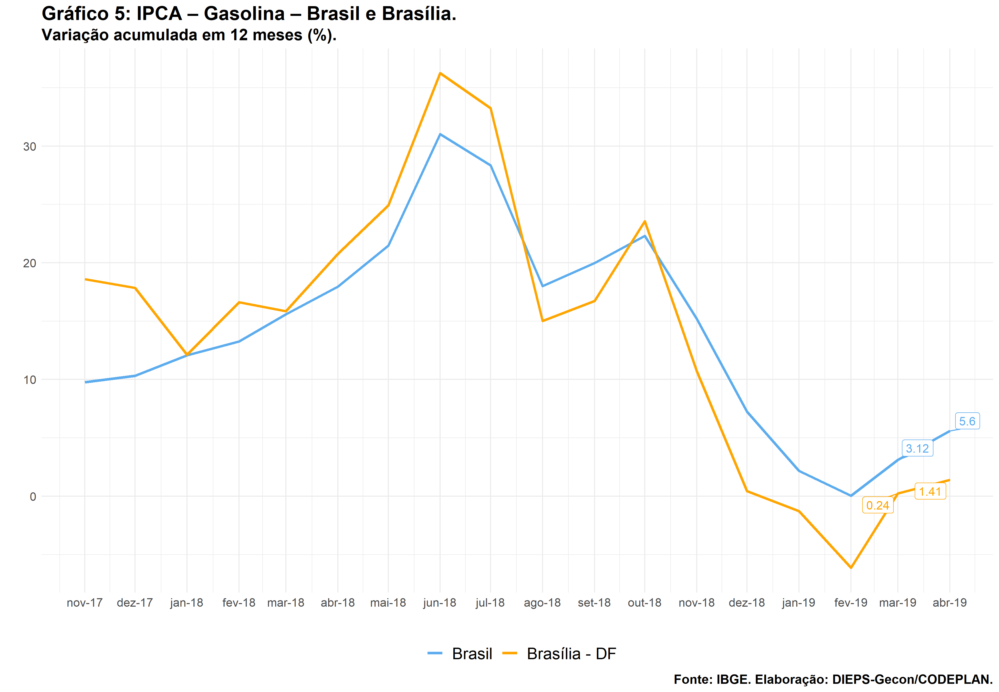 Gráfico 5: IPCA – Gasolina – Brasil e Brasília.
Variação acumulada em 12 meses (%).
30
20
10
0
5.6
3.12
1.41
0.24
nov-17 dez-17 jan-18 fev-18 mar-18 abr-18 mai-18 jun-18 jul-18 ago-18 set-18 out-18 nov-18 dez-18 jan-19 fev-19 mar-19 abr-19
Brasil Brasília - DF
Fonte: IBGE. Elaboração: DIEPS-Gecon/CODEPLAN.